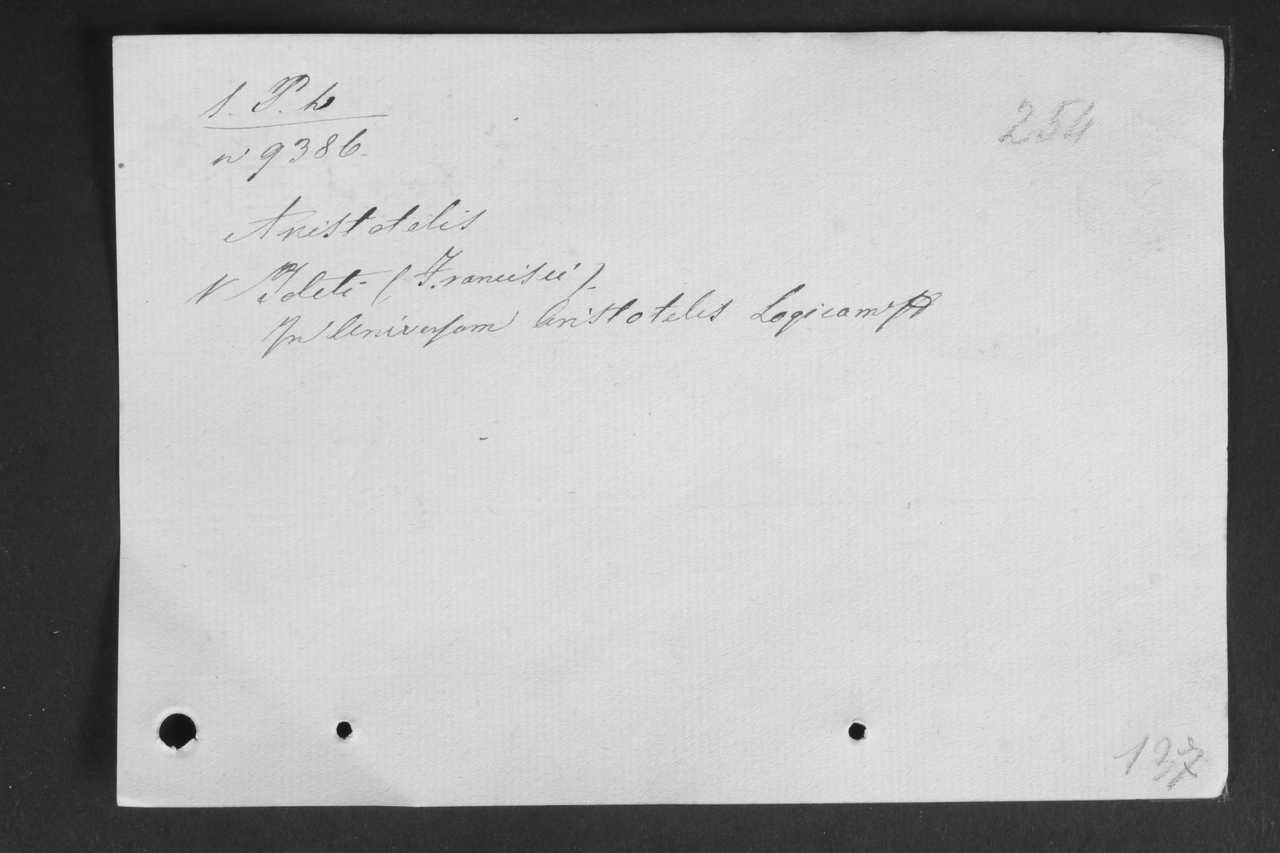 1. P. h
254
n 9386.
Aristotelis
V Toleti (Francisci).
In Universam Aristoteles Logicam
137